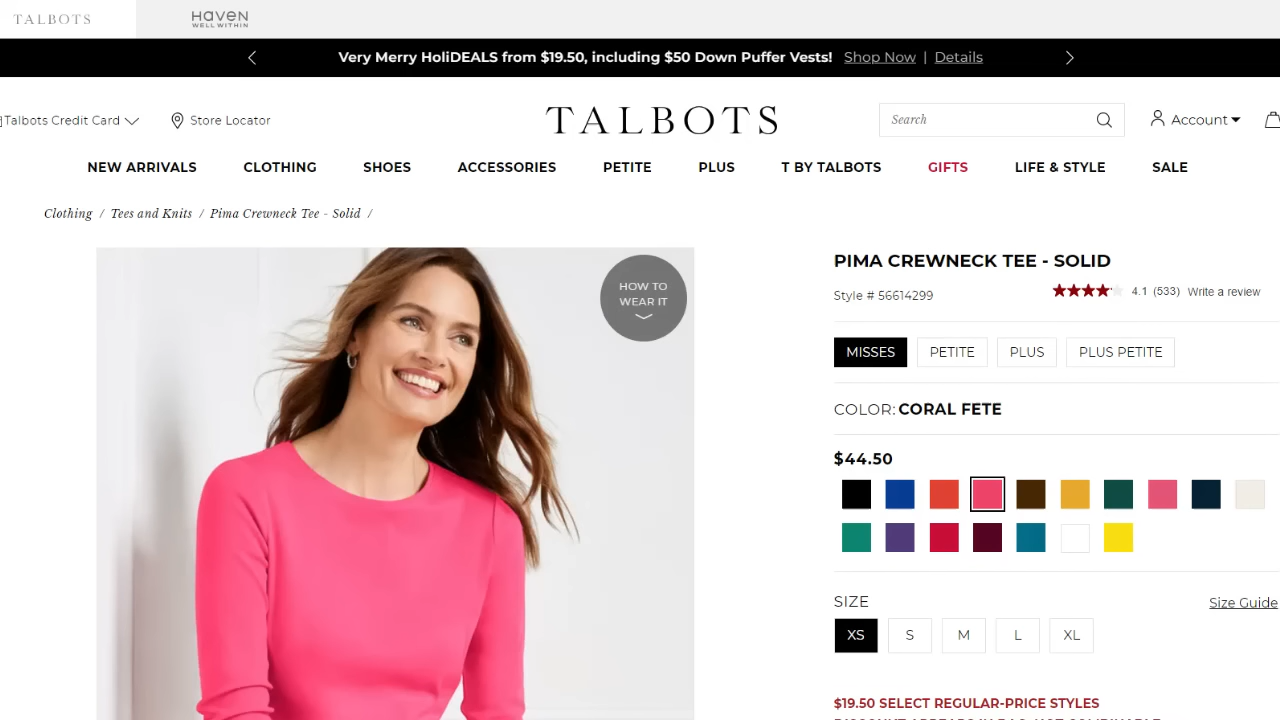 TALBOTS
HAVEN
WELL WITHIN
Very Merry HoliDEALS from $19.50, including $50 Down Puffer Vests! Shop Now | Details
Talbots Credit Card
Store Locator
TALBOTS
Search
Account
NEW ARRIVALS CLOTHING SHOES ACCESSORIES PETITE PLUS T BY TALBOTS GIFTS LIFE & STYLE SALE
Clothing / Tees and Knits / Pima Crewneck Tee - Solid /
HOW TO
WEAR IT
PIMA CREWNECK TEE - SOLID
Style # 56614299
4.1 (533) Write a review
MISSES PETITE PLUS PLUS PETITE
COLOR: CORAL FETE
$44.50
SIZE
Size Guide
XS S M L XL
$19.50 SELECT REGULAR-PRICE STYLES